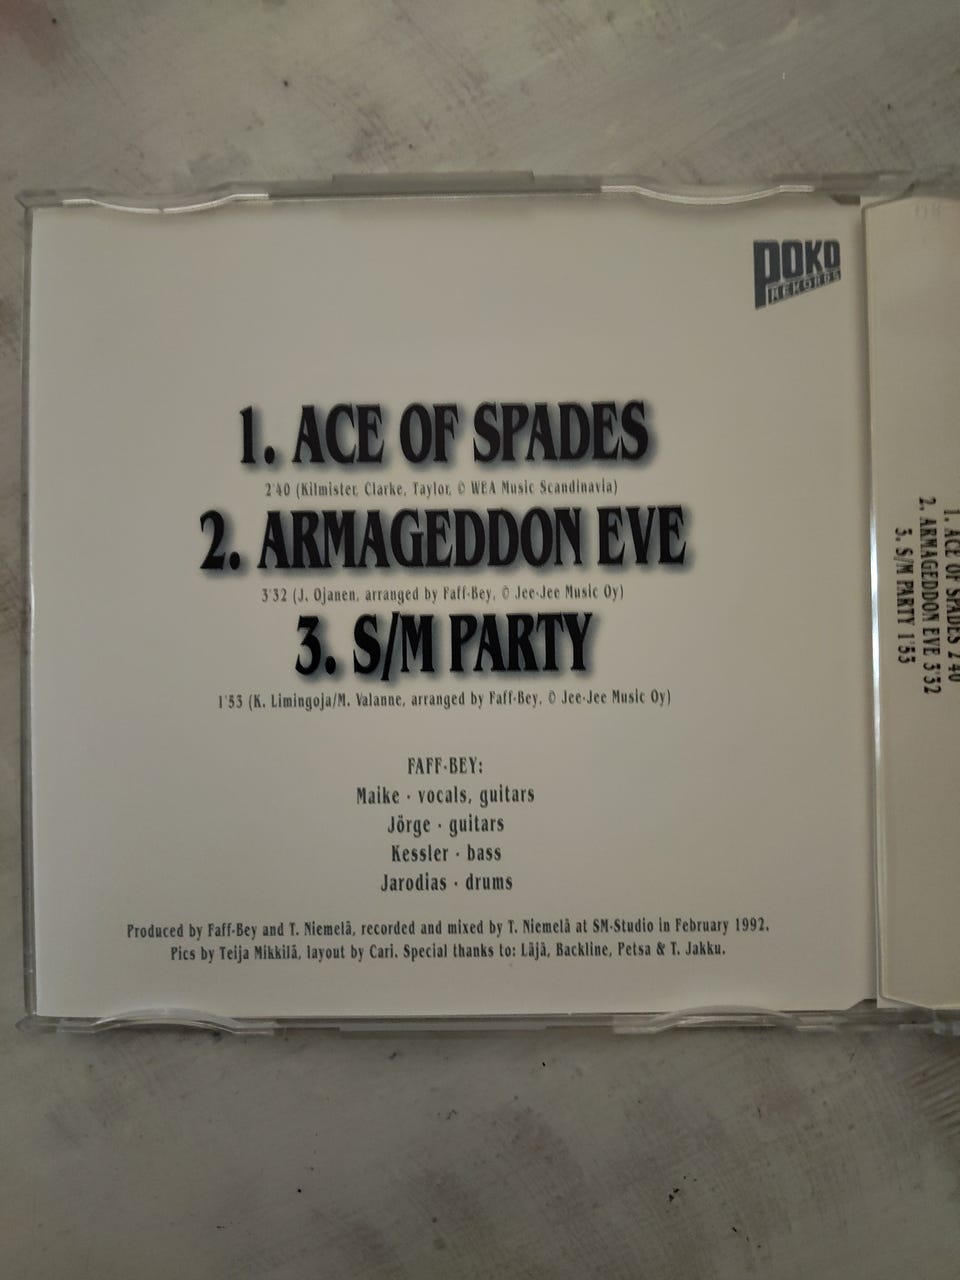 POKO
REKORDS
1. ACE OF SPADES
2'40 (Kilmister, Clarke, Taylor, © WEA Music Scandinavia)
2. ARMAGEDDON EVE
3'32 (J. Ojanen, arranged by Faff-Bey, © Jee-Jee Music Oy)
3. S/M PARTY
1'53 (K. Limingoja/M. Valanne, arranged by Faff-Bey, © Jee-Jee Music Oy)
FAFF-BEY:
Maike · vocals, guitars
Jörge · guitars
Kessler · bass
Jarodias · drums
Produced by Faff-Bey and T. Niemelä, recorded and mixed by T. Niemelä at SM-Studio in February 1992.
Pics by Teija Mikkilä, layout by Cari. Special thanks to: Läjä, Backline, Petsa & T. Jakku.
1. ACE OF SPADES 2'40
2. ARMAGEDDON EVE 3'32
3. S/M PARTY 1'53